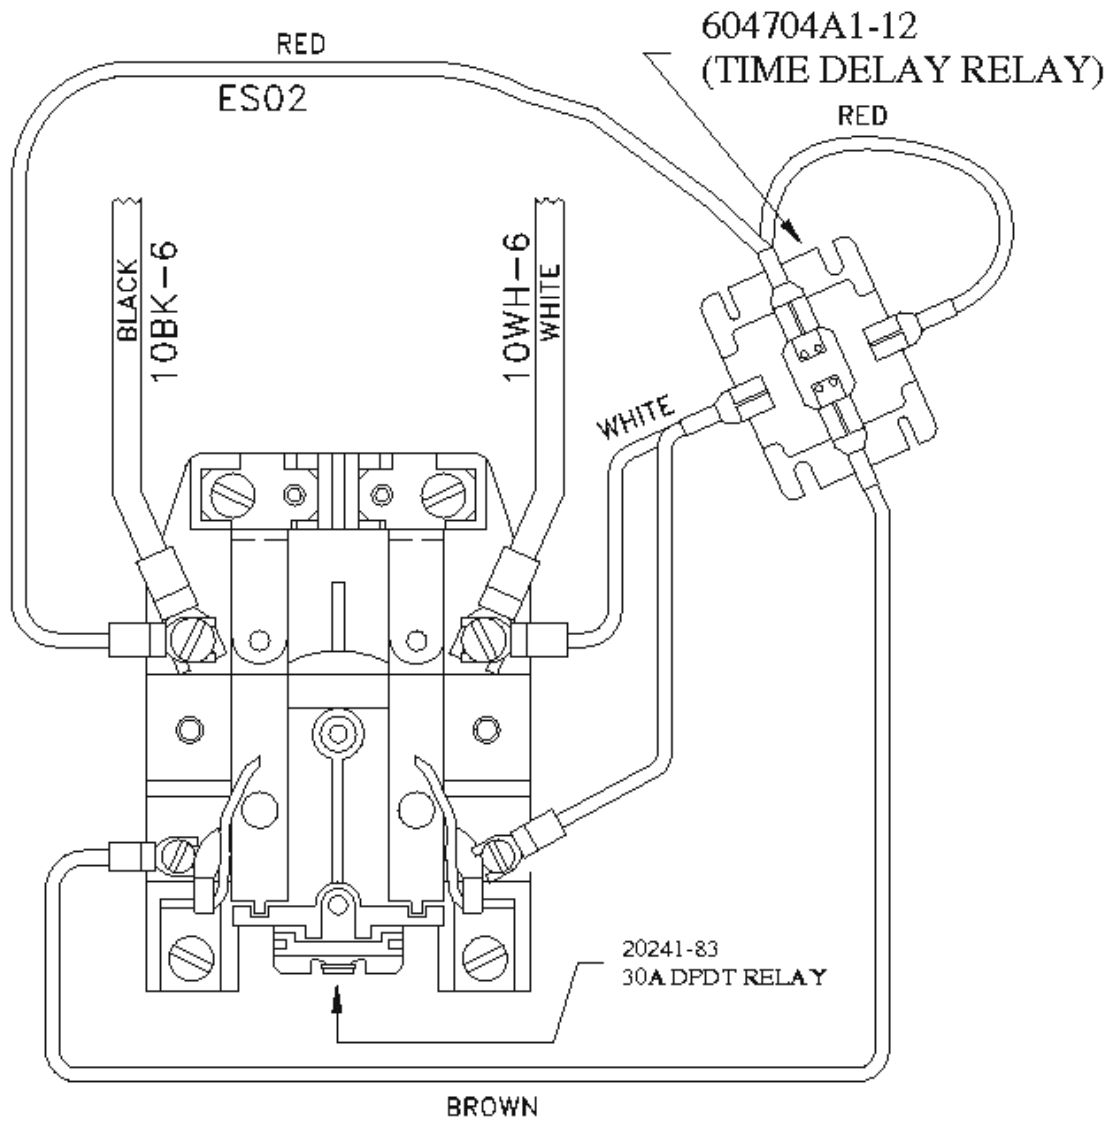 604704A1-12
(TIME DELAY RELAY)
RED
ES02
RED
BLACK
10BK-6
10WH-6
WHITE
WHITE
20241-83
30A DPDT RELAY
BROWN